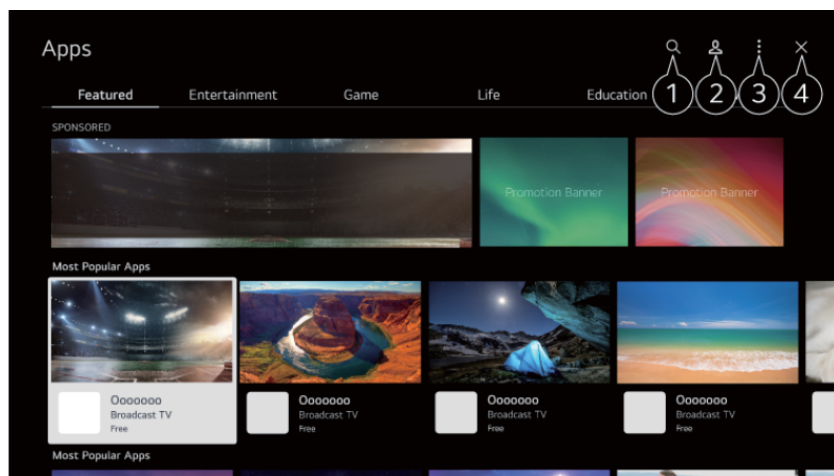 Apps
Featured Entertainment Game Life Education
1 2 3 4
SPONSORED
Promotion Banner Promotion Banner
Most Popular Apps
Ooooooo Ooooooo Ooooooo Ooooooo
Broadcast TV Broadcast TV Broadcast TV Broadcast TV
Free Free Free Free
Most Popular Apps